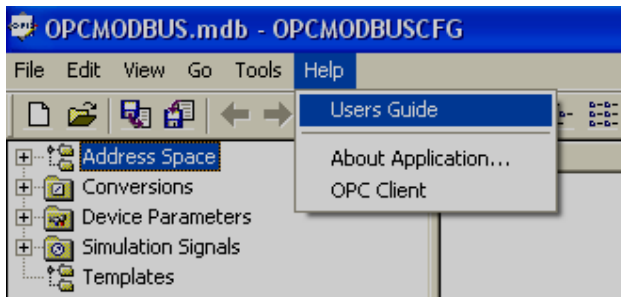 OPCMODBUS.mdb - OPCMODBUSCFG
File Edit View Go Tools Help
Users Guide
About Application...
OPC Client
Address Space
Conversions
Device Parameters
Simulation Signals
Templates